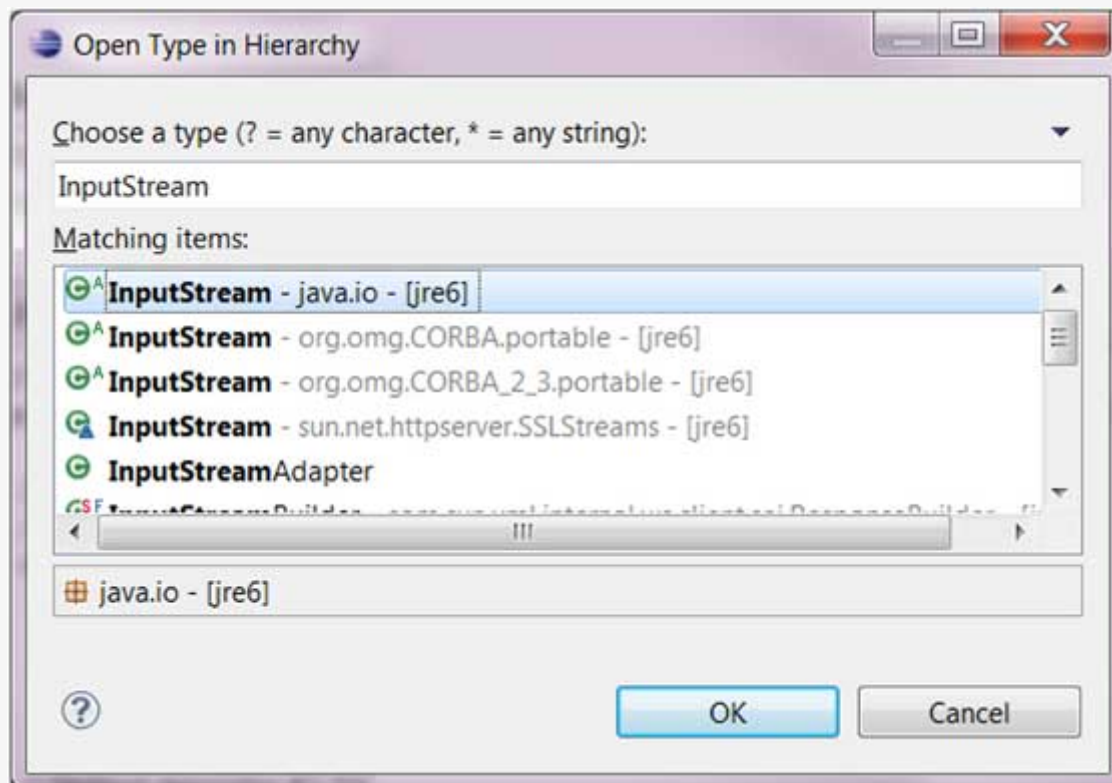 Open Type in Hierarchy
Choose a type (? = any character, * = any string):
InputStream
Matching items:
InputStream - java.io - [jre6]
InputStream - org.omg.CORBA.portable - [jre6]
InputStream - org.omg.CORBA_2_3.portable - [jre6]
InputStream - sun.net.httpserver.SSLStreams - [jre6]
InputStreamAdapter
InputStreamBuilder
java.io - [jre6]
OK Cancel